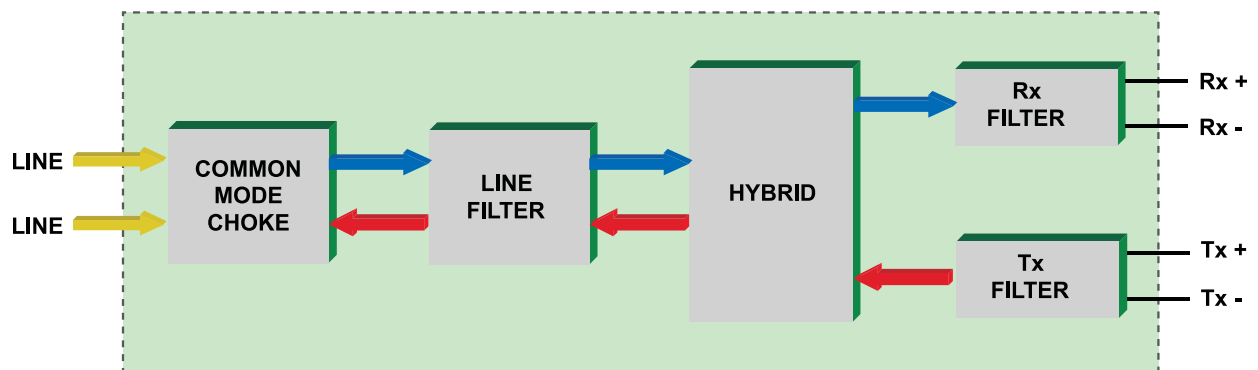 LINE
LINE
COMMON
MODE
CHOKE
LINE
FILTER
HYBRID
Rx
FILTER
Rx +
Rx -
Tx
FILTER
Tx +
Tx -